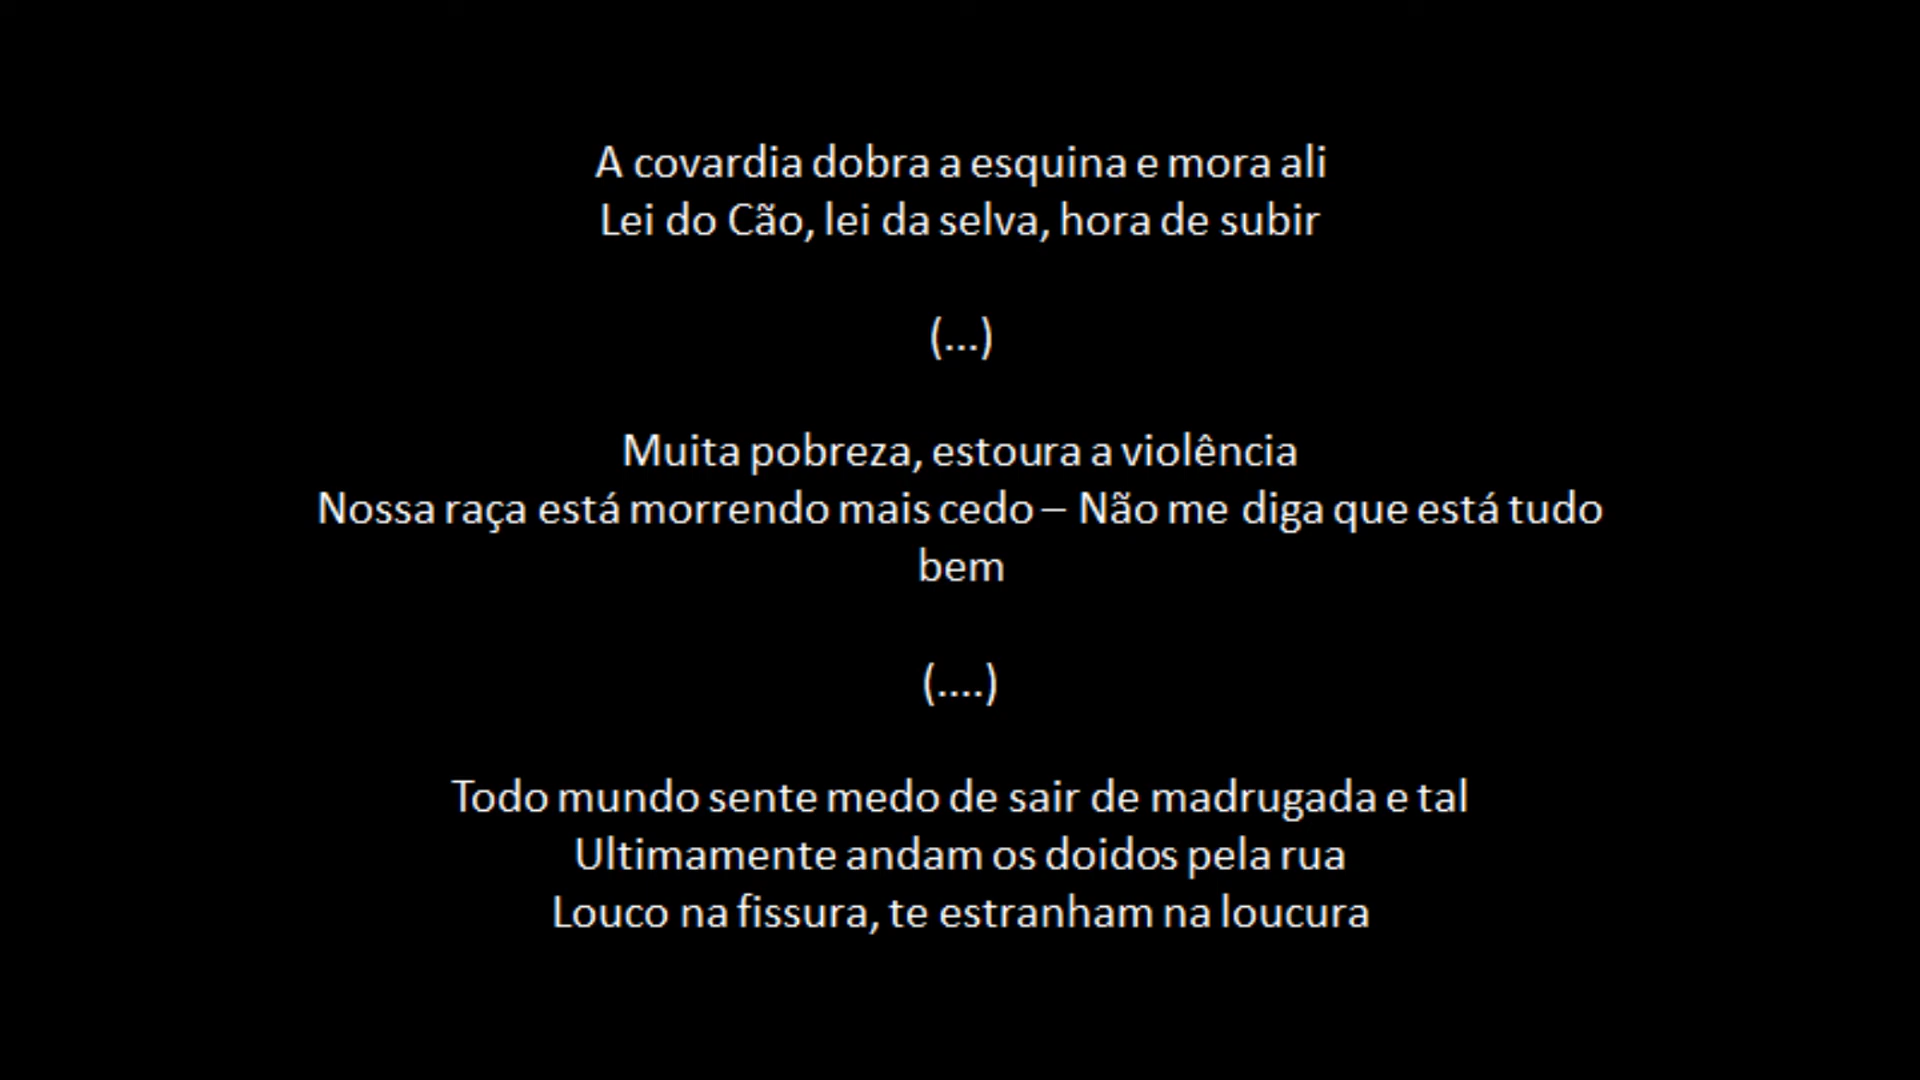 A covardia dobra a esquina e mora ali
Lei do Cão, lei da selva, hora de subir
(...)
Muita pobreza, estoura a violência
Nossa raça está morrendo mais cedo – Não me diga que está tudo
bem
(....)
Todo mundo sente medo de sair de madrugada e tal
Ultimamente andam os doidos pela rua
Louco na fissura, te estranham na loucura